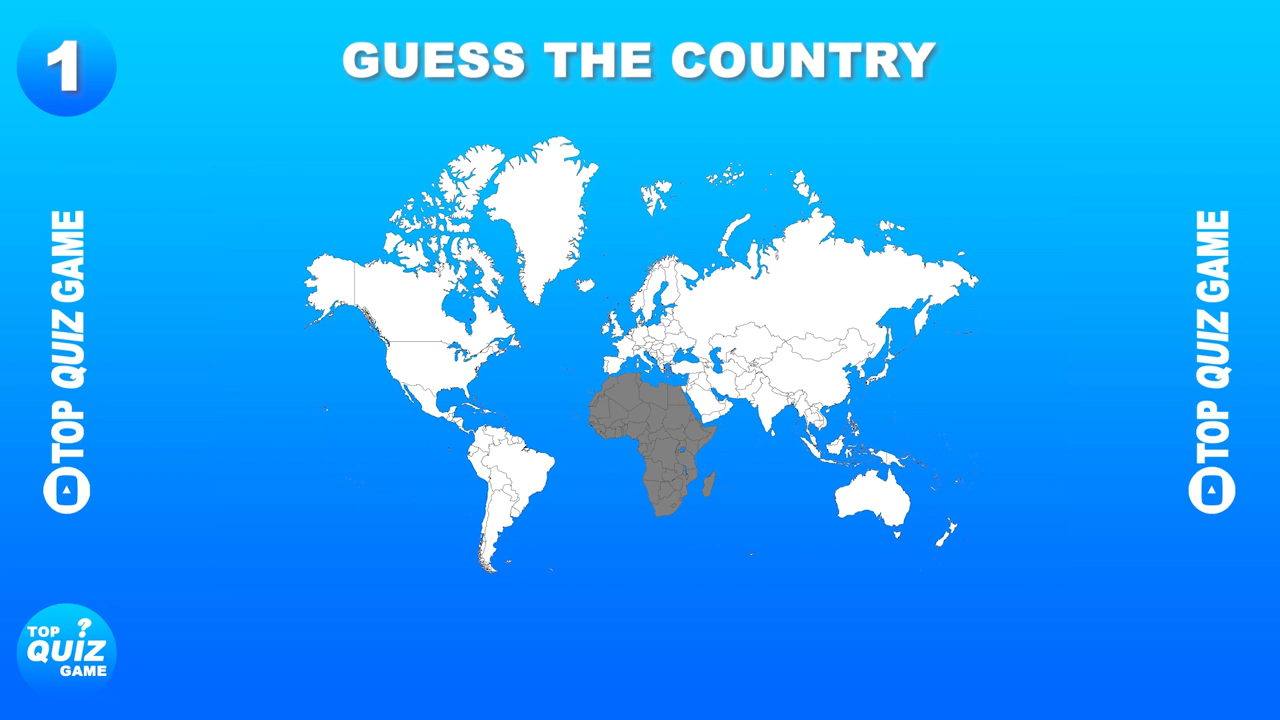 1
GUESS THE COUNTRY
TOP QUIZ GAME
TOP QUIZ GAME
TOP ?
QUIZ
GAME